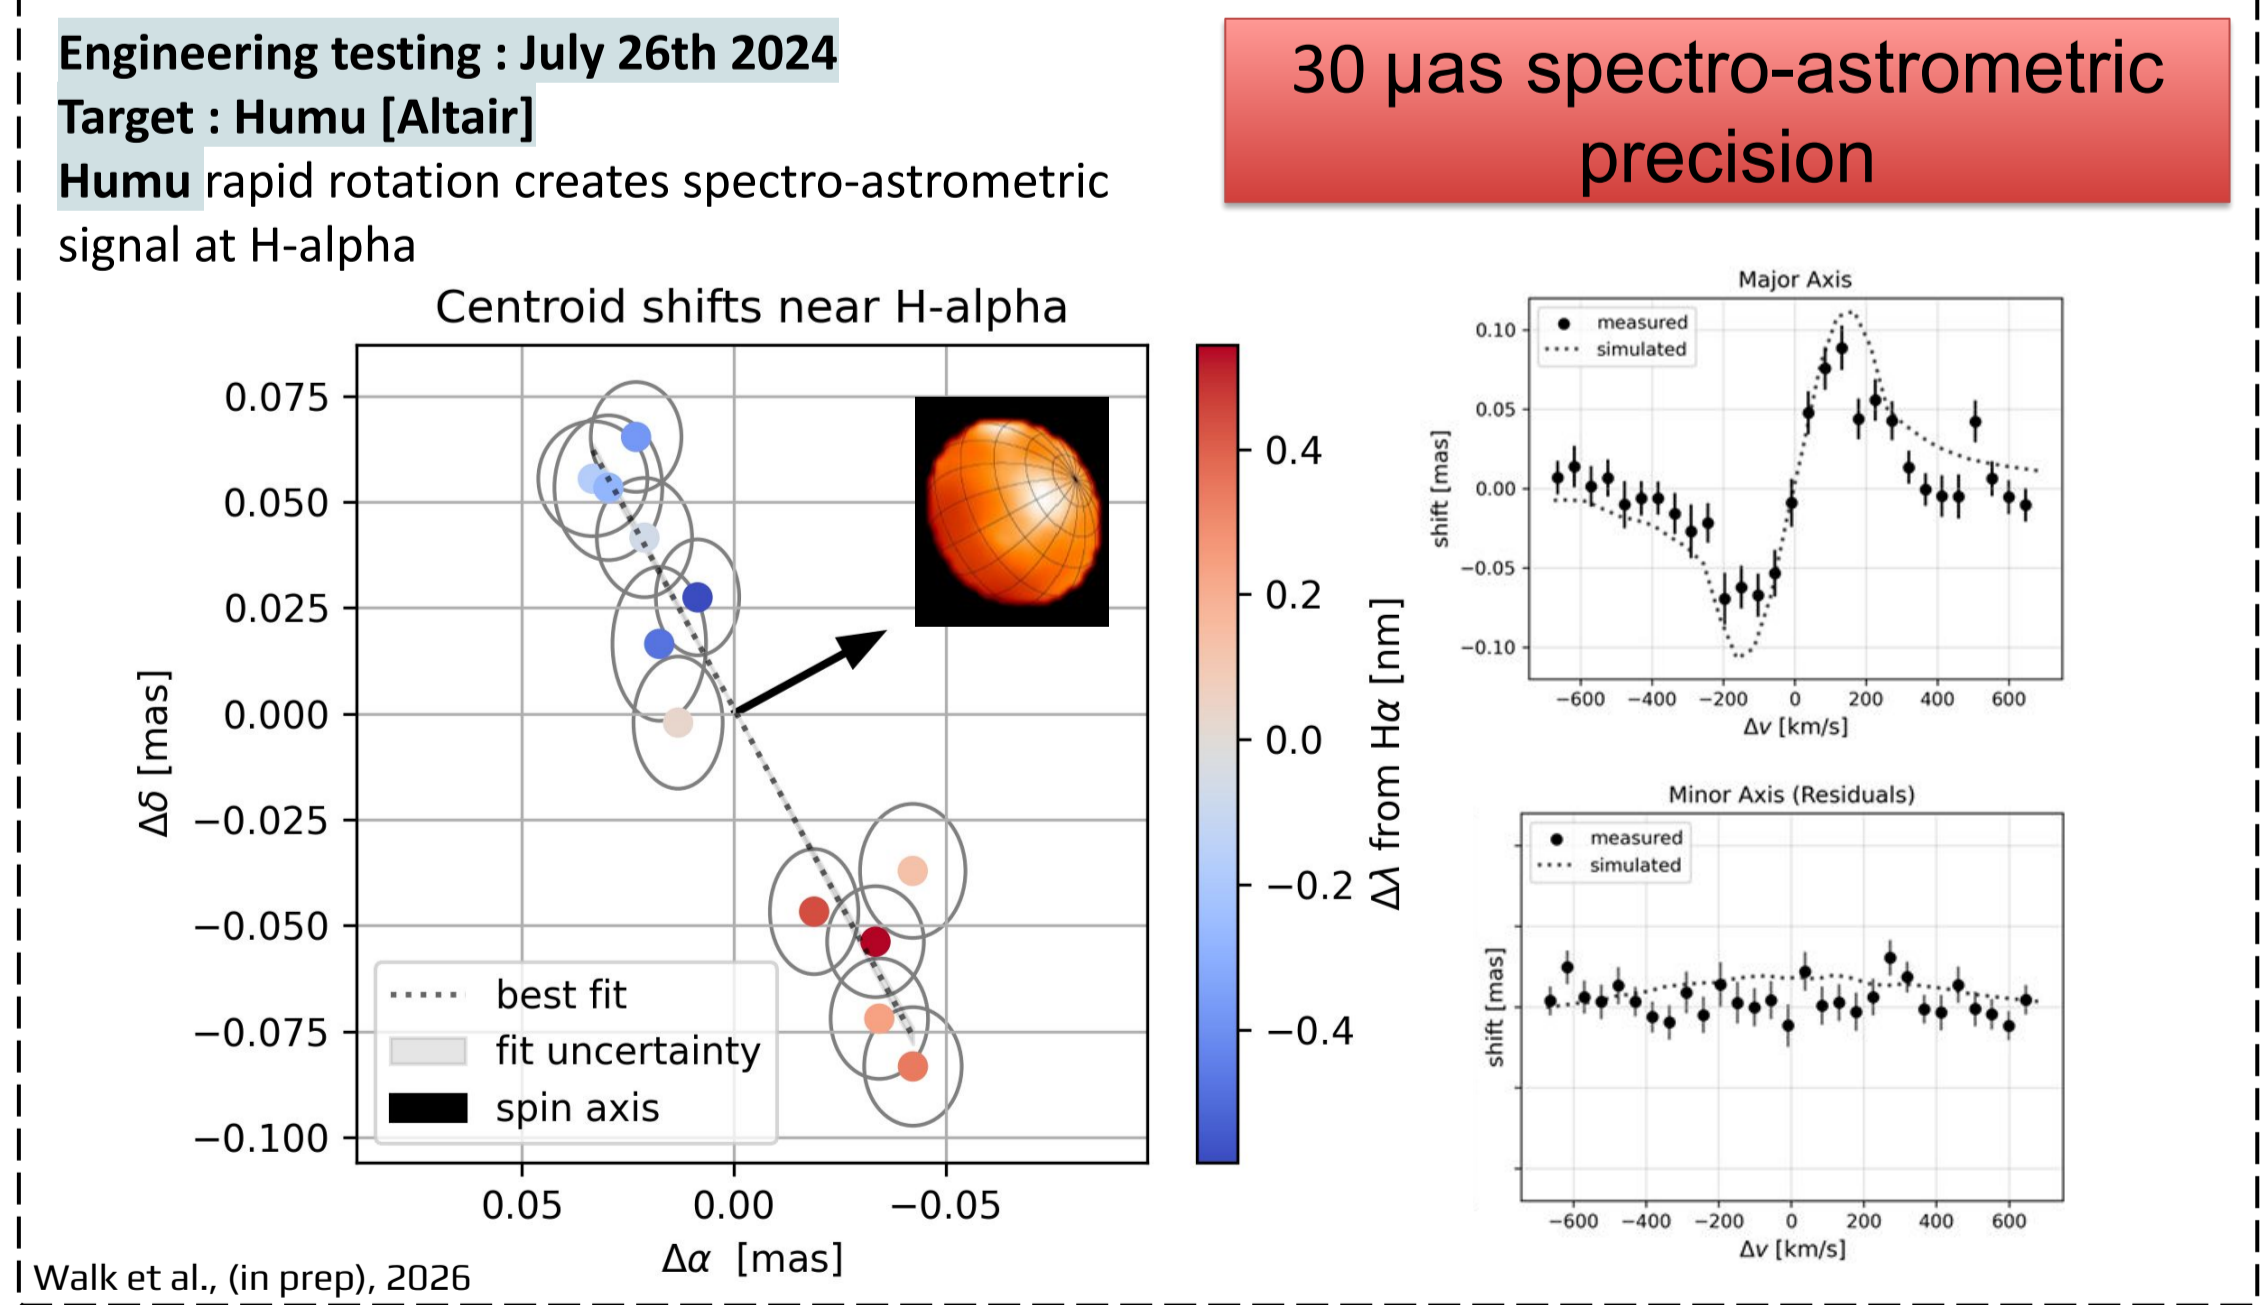 Engineering testing : July 26th 2024
Target : Humu [Altair]
Humu rapid rotation creates spectro-astrometric
signal at H-alpha
30 μas spectro-astrometric
precision
Centroid shifts near H-alpha
0.075
0.050
0.025
0.000
−0.025
−0.050
−0.075
−0.100
Δδ [mas]
best fit
fit uncertainty
spin axis
0.05
0.00
−0.05
Δα [mas]
0.4
0.2
0.0
−0.2
−0.4
Δλ from Hα [nm]
Major Axis
measured
simulated
0.10
0.05
0.00
−0.05
−0.10
shift [mas]
−600
−400
−200
0
200
400
600
Δv [km/s]
Minor Axis (Residuals)
measured
simulated
shift [mas]
−600
−400
−200
0
200
400
600
Δv [km/s]
Walk et al., (in prep), 2026